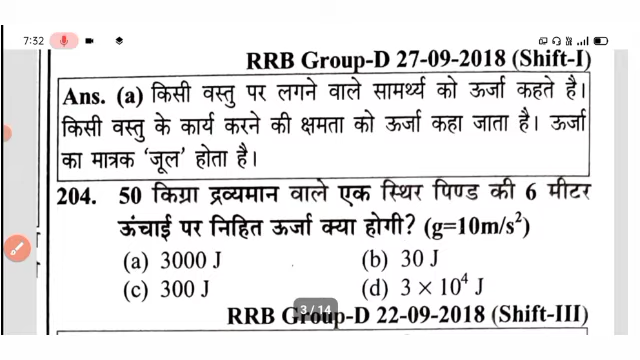 7:32
RRB Group-D 27-09-2018 (Shift-I)
Ans. (a) किसी वस्तु पर लगने वाले सामर्थ्य को ऊर्जा कहते है।
किसी वस्तु के कार्य करने की क्षमता को ऊर्जा कहा जाता है। ऊर्जा
का मात्रक ‘जूल’ होता है।
204. 50 किग्रा द्रव्यमान वाले एक स्थिर पिण्ड की 6 मीटर
ऊंचाई पर निहित ऊर्जा क्या होगी? (g=10m/s²)
(a) 3000 J (b) 30 J
(c) 300 J (d) 3 × 10⁴ J
3/14
RRB Group-D 22-09-2018 (Shift-III)